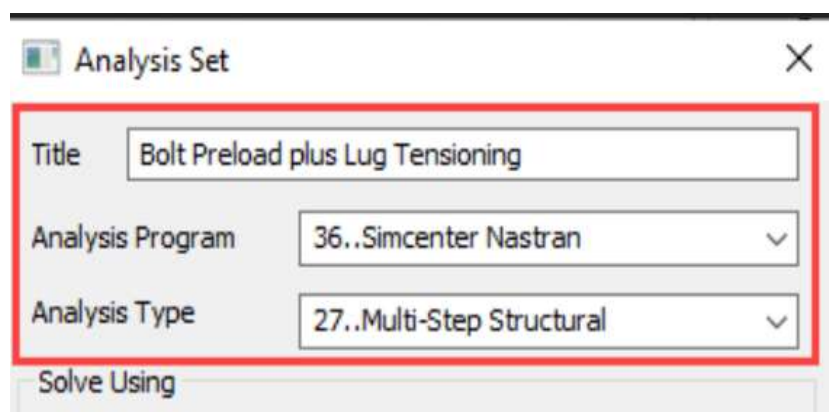 Analysis Set
Title Bolt Preload plus Lug Tensioning
Analysis Program 36..Simcenter Nastran
Analysis Type 27..Multi-Step Structural
Solve Using